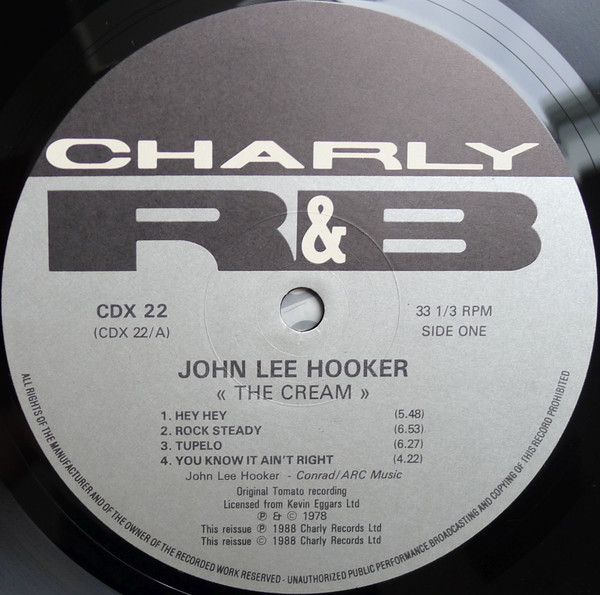 CHARLY
R&B
CDX 22
(CDX 22/A)
33 1/3 RPM
SIDE ONE
JOHN LEE HOOKER
« THE CREAM »
1. HEY HEY (5.48)
2. ROCK STEADY (6.53)
3. TUPELO (6.27)
4. YOU KNOW IT AIN'T RIGHT (4.22)
John Lee Hooker - Conrad/ARC Music
Original Tomato recording
Licensed from Kevin Eggars Ltd
℗ & © 1978
This reissue ℗ 1988 Charly Records Ltd
This reissue © 1988 Charly Records Ltd
ALL RIGHTS OF THE MANUFACTURER AND OF THE OWNER OF THE RECORDED WORK RESERVED - UNAUTHORIZED PUBLIC PERFORMANCE BROADCASTING AND COPYING OF THIS RECORD PROHIBITED